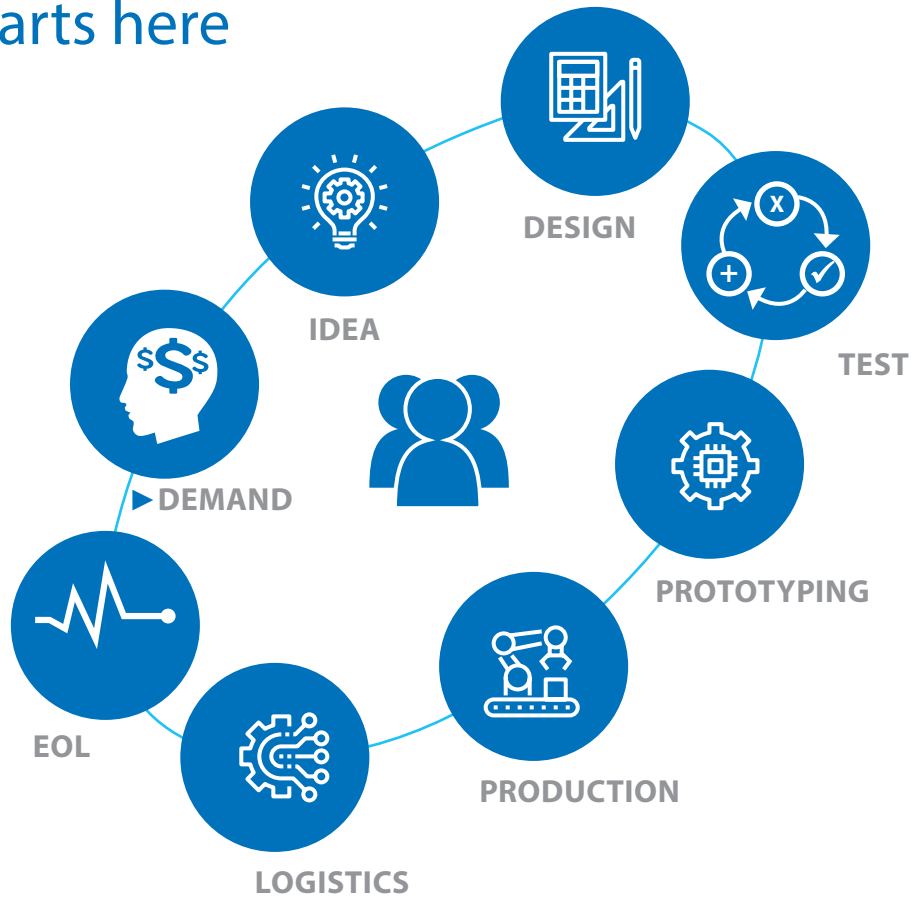 arts here
DESIGN
IDEA
TEST
DEMAND
PROTOTYPING
EOL
PRODUCTION
LOGISTICS